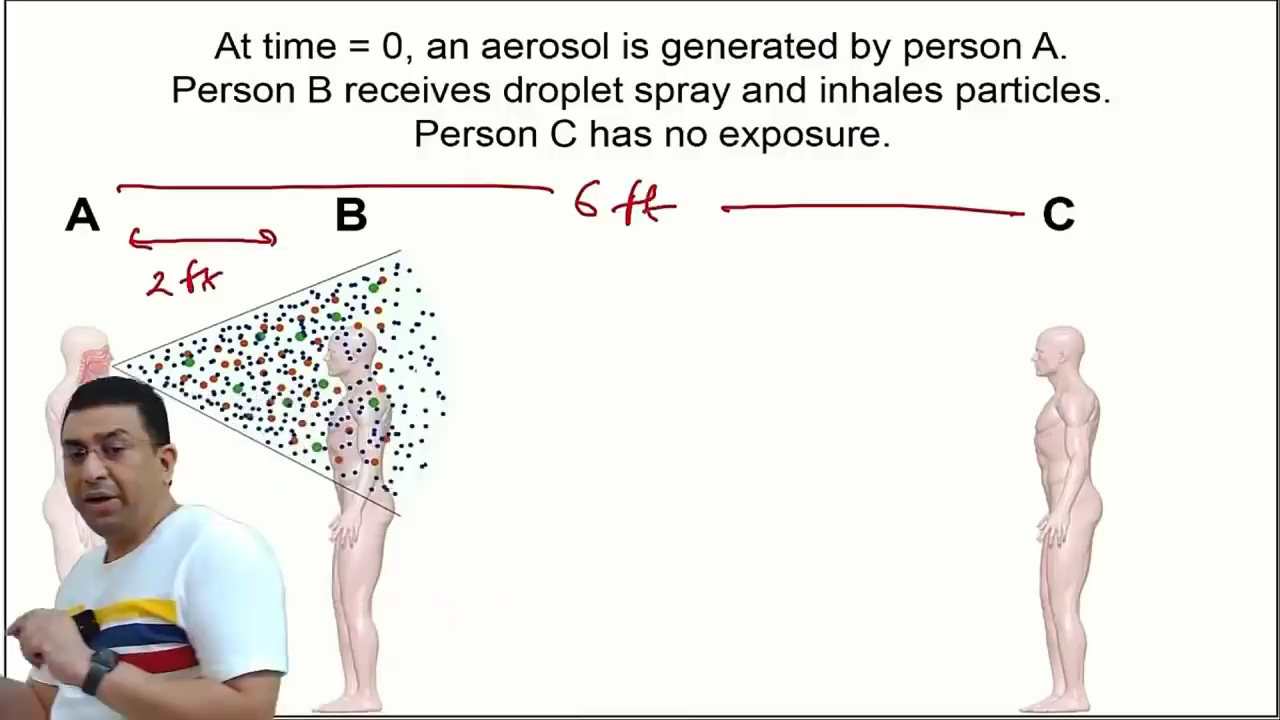 At time = 0, an aerosol is generated by person A.
Person B receives droplet spray and inhales particles.
Person C has no exposure.
6 ft
A
B
C
2 ft